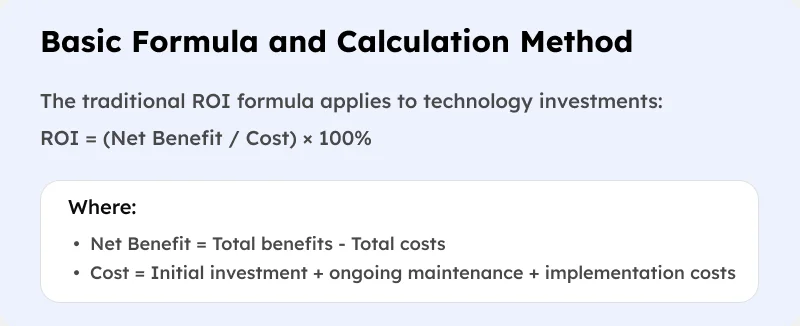 Basic Formula and Calculation Method
The traditional ROI formula applies to technology investments:
ROI = (Net Benefit / Cost) × 100%
Where:
• Net Benefit = Total benefits - Total costs
• Cost = Initial investment + ongoing maintenance + implementation costs